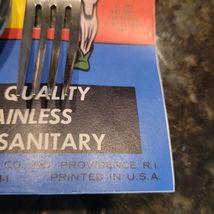 QUALITY
AINLESS
SANITARY
CO., INC. PROVIDENCE, R.I.
PRINTED IN U.S.A.